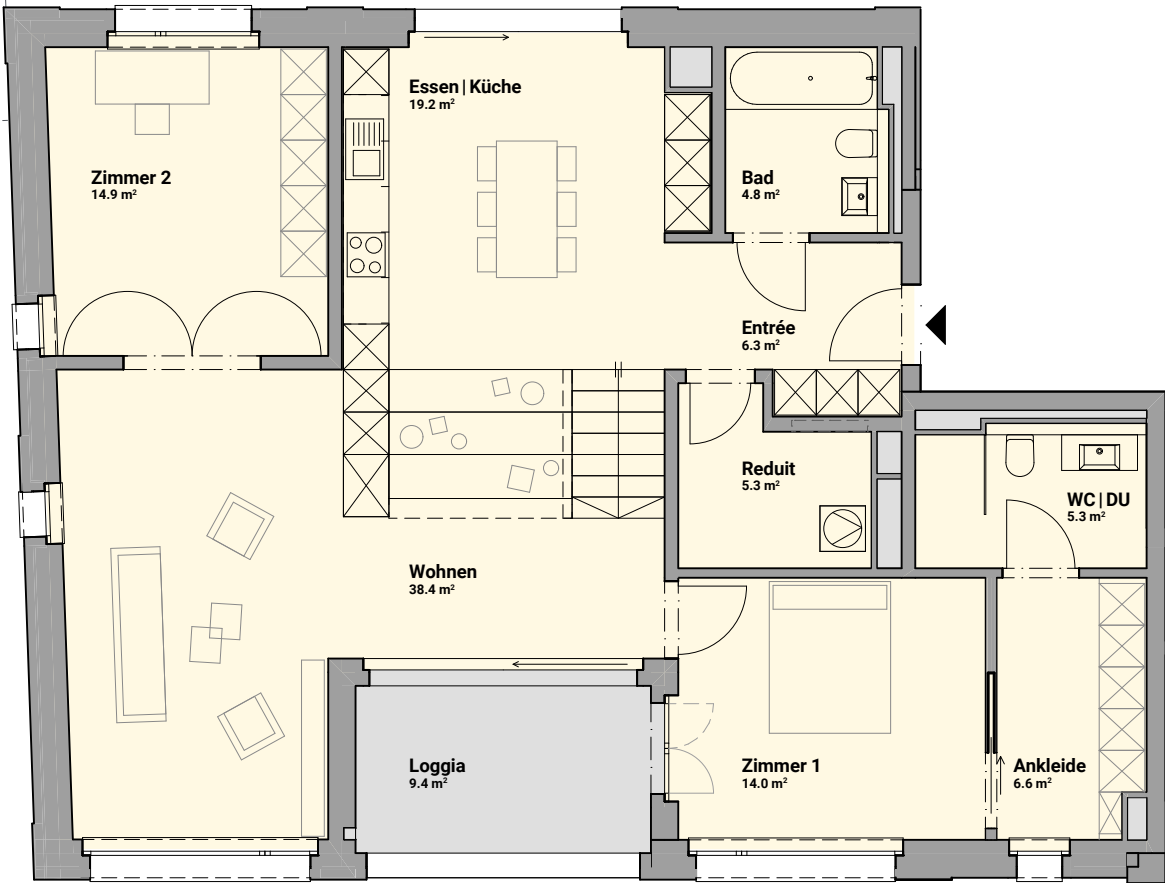 Essen | Küche
19.2 m²
Zimmer 2
14.9 m²
Bad
4.8 m²
Entrée
6.3 m²
Reduit
5.3 m²
WC | DU
5.3 m²
Wohnen
38.4 m²
Loggia
9.4 m²
Zimmer 1
14.0 m²
Ankleide
6.6 m²